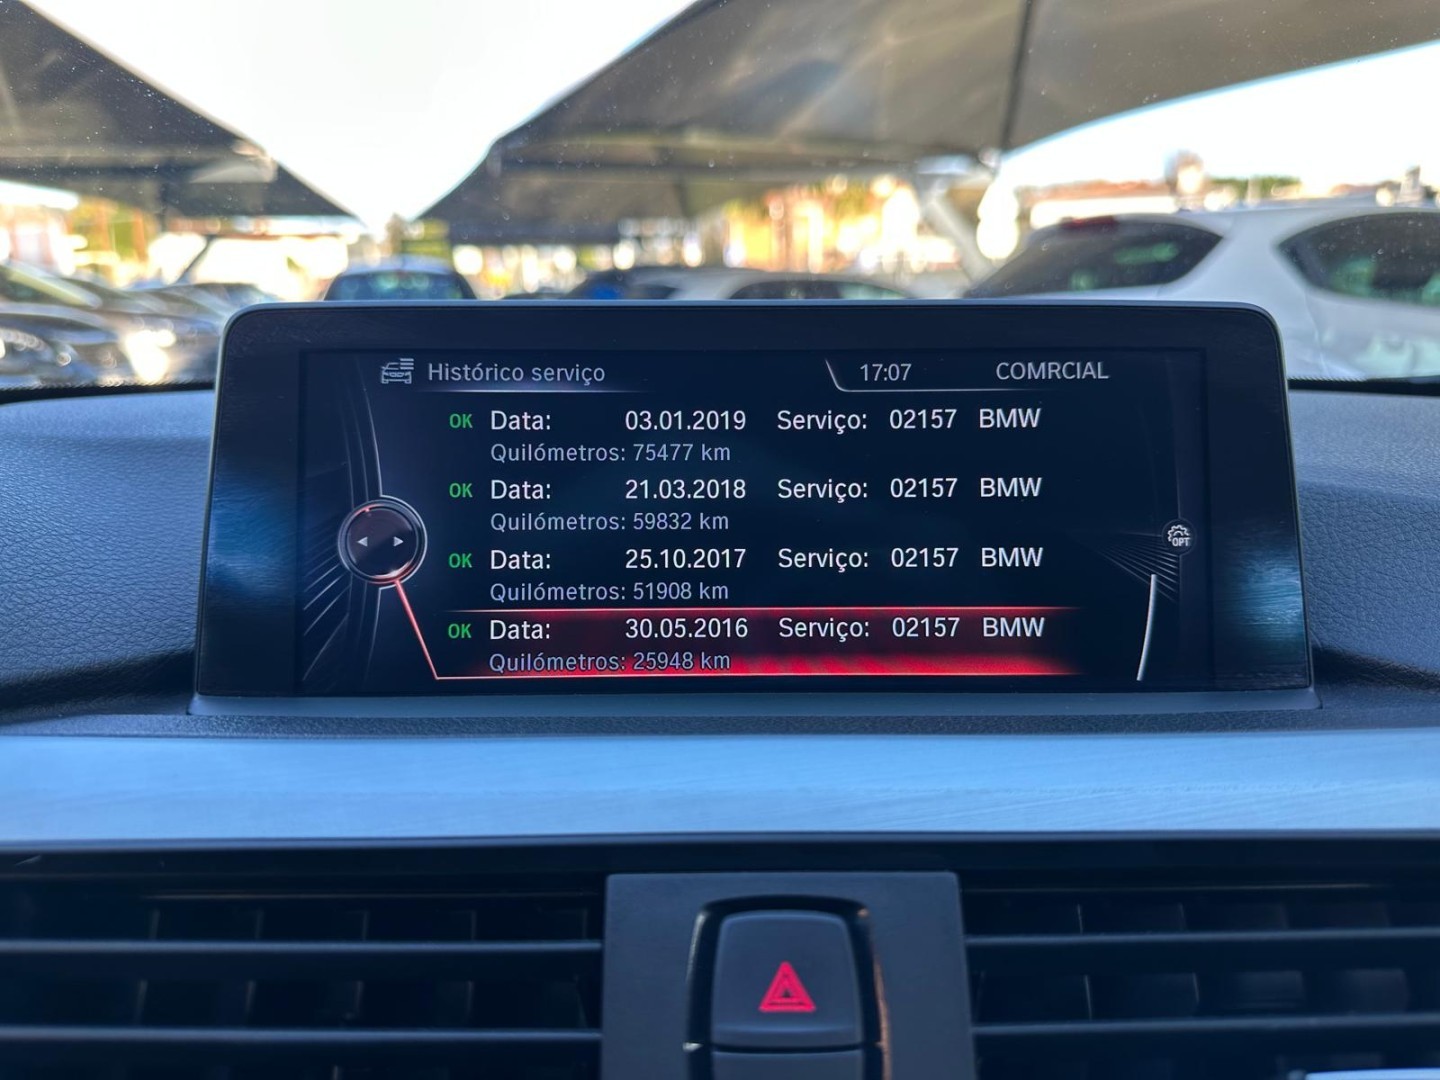 Histórico serviço 17:07 COMRCIAL
OK Data: 03.01.2019 Serviço: 02157 BMW
Quilómetros: 75477 km
OK Data: 21.03.2018 Serviço: 02157 BMW
Quilómetros: 59832 km
OK Data: 25.10.2017 Serviço: 02157 BMW
OPT
Quilómetros: 51908 km
OK Data: 30.05.2016 Serviço: 02157 BMW
Quilómetros: 25948 km